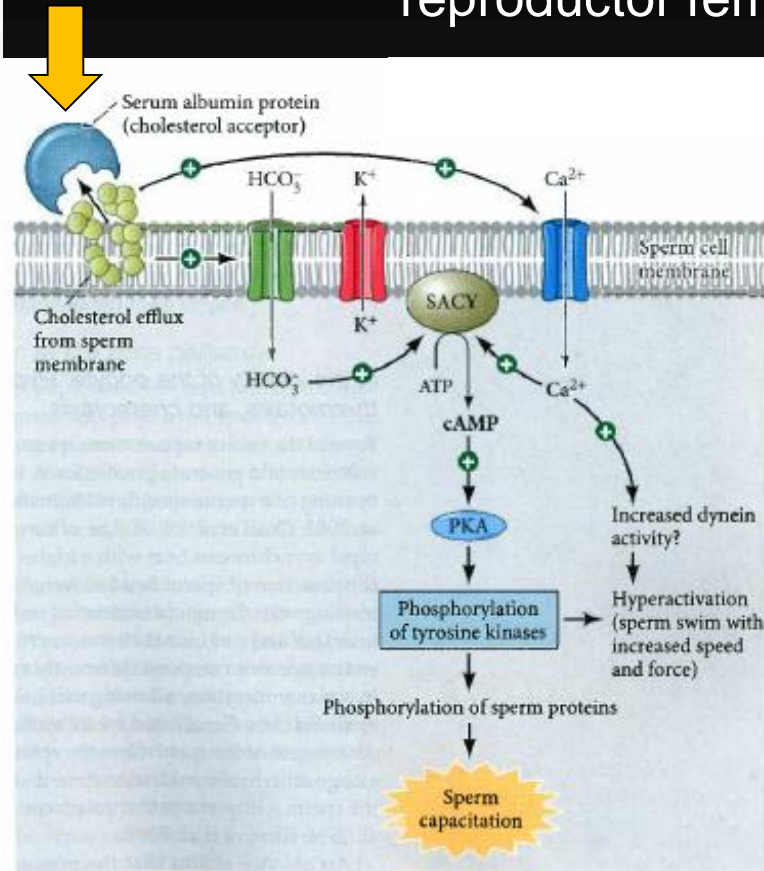 Serum albumin protein
(cholesterol acceptor)
HCO₃⁻
K⁺
Ca²⁺
Sperm cell
membrane
SACY
Cholesterol efflux
from sperm
membrane
K⁺
HCO₃⁻
ATP
Ca²⁺
cAMP
PKA
Increased dynein
activity?
Phosphorylation
of tyrosine kinases
Hyperactivation
(sperm swim with
increased speed
and force)
Phosphorylation of sperm proteins
Sperm
capacitation